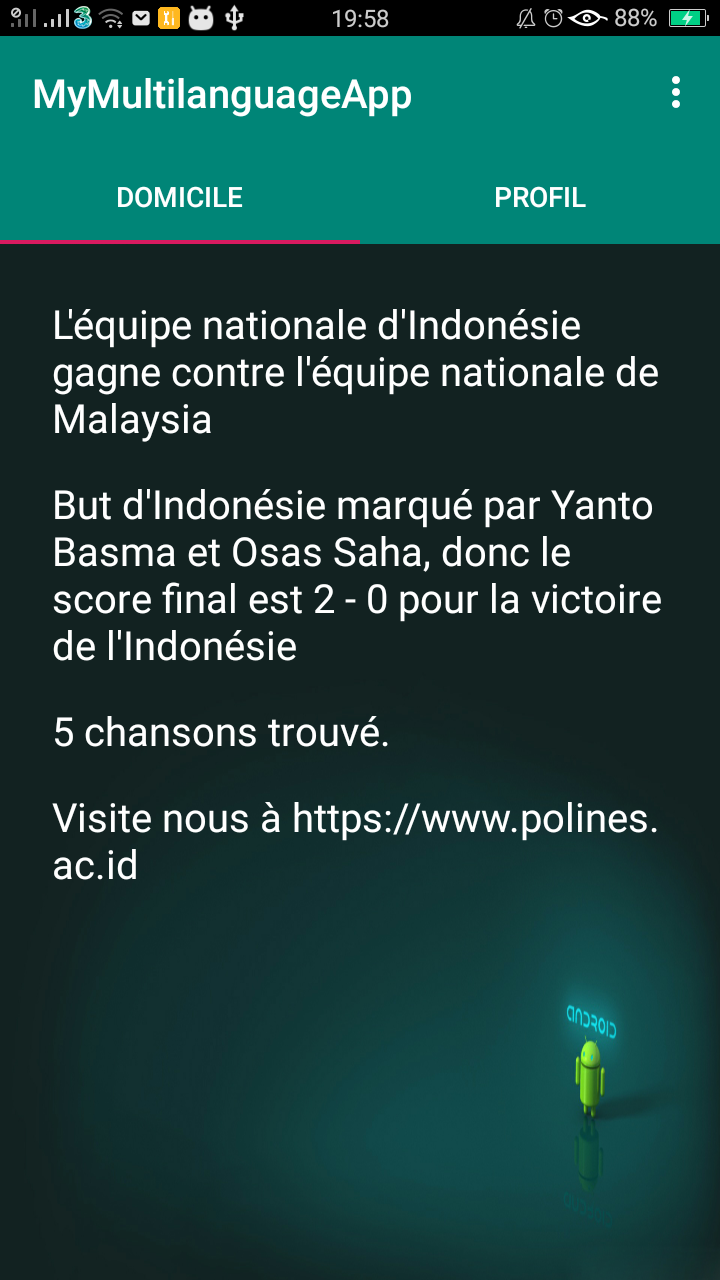 19:58
88%
MyMultilanguageApp
DOMICILE
PROFIL
L'équipe nationale d'Indonésie
gagne contre l'équipe nationale de
Malaysia
But d'Indonésie marqué par Yanto
Basma et Osas Saha, donc le
score final est 2 - 0 pour la victoire
de l'Indonésie
5 chansons trouvé.
Visite nous à https://www.polines.
ac.id
ANDROID